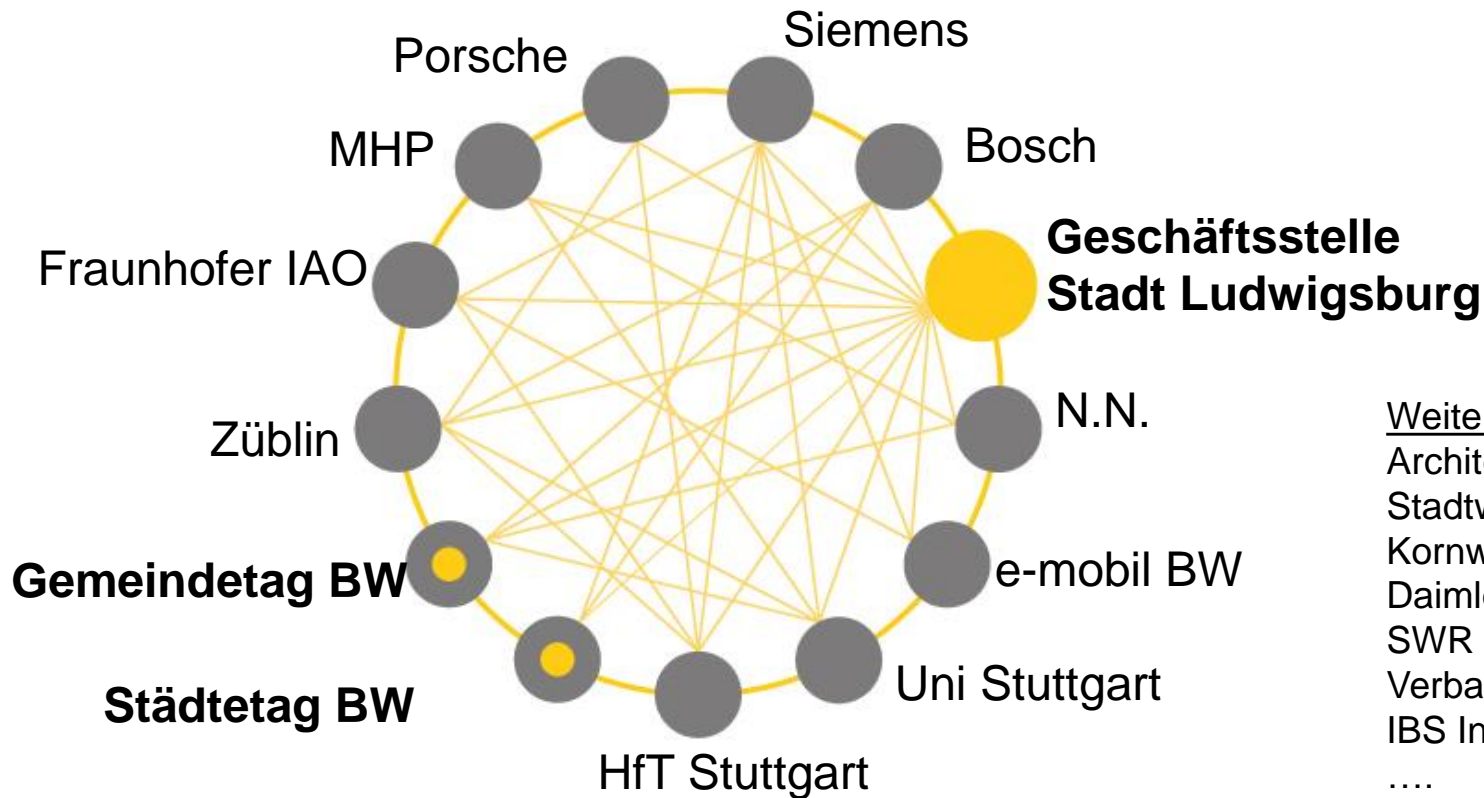 Siemens
Porsche
MHP
Bosch
Geschäftsstelle
Stadt Ludwigsburg
Fraunhofer IAO
Züblin
N.N.
Gemeindetag BW
e-mobil BW
Städtetag BW
Uni Stuttgart
HfT Stuttgart
SWR
….